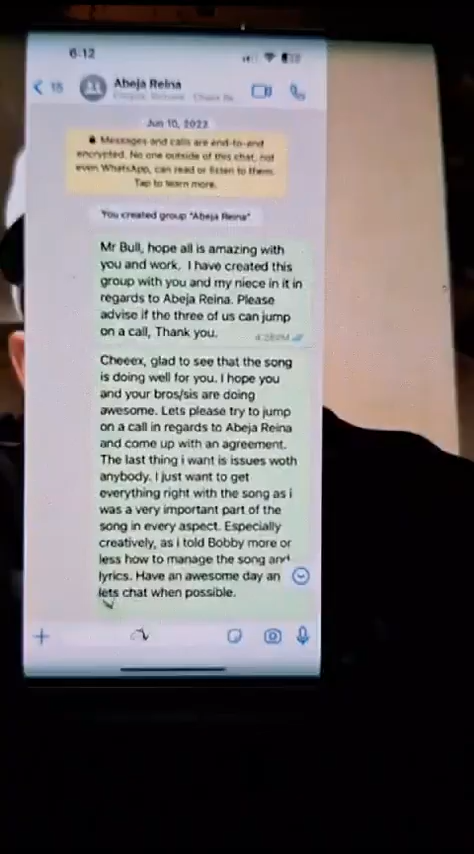 6:12
15
Abeja Reina
Jun 10, 2023
Messages and calls are end-to-end
encrypted. No one outside of this chat, not
even WhatsApp, can read or listen to them.
Tap to learn more.
You created group "Abeja Reina"
Mr Bull, hope all is amazing with
you and work. I have created this
group with you and my niece in it in
regards to Abeja Reina. Please
advise if the three of us can jump
on a call, Thank you.
4:28PM
Cheeex, glad to see that the song
is doing well for you. I hope you
and your bros/sis are doing
awesome. Lets please try to jump
on a call in regards to Abeja Reina
and come up with an agreement.
The last thing i want is issues woth
anybody. I just want to get
everything right with the song as i
was a very important part of the
song in every aspect. Especially
creatively, as i told Bobby more or
less how to manage the song and
lyrics. Have an awesome day an
lets chat when possible.